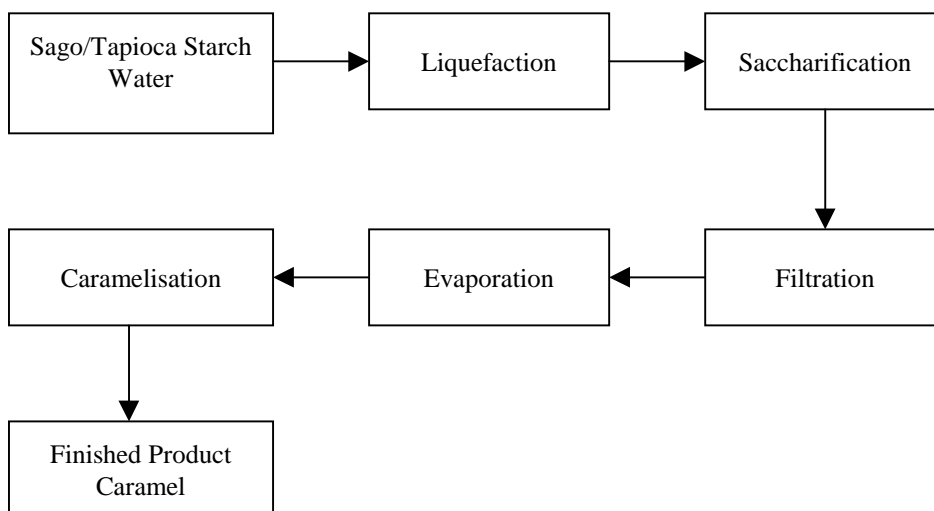 Sago/Tapioca Starch
Water
Liquefaction
Saccharification
Filtration
Evaporation
Caramelisation
Finished Product
Caramel